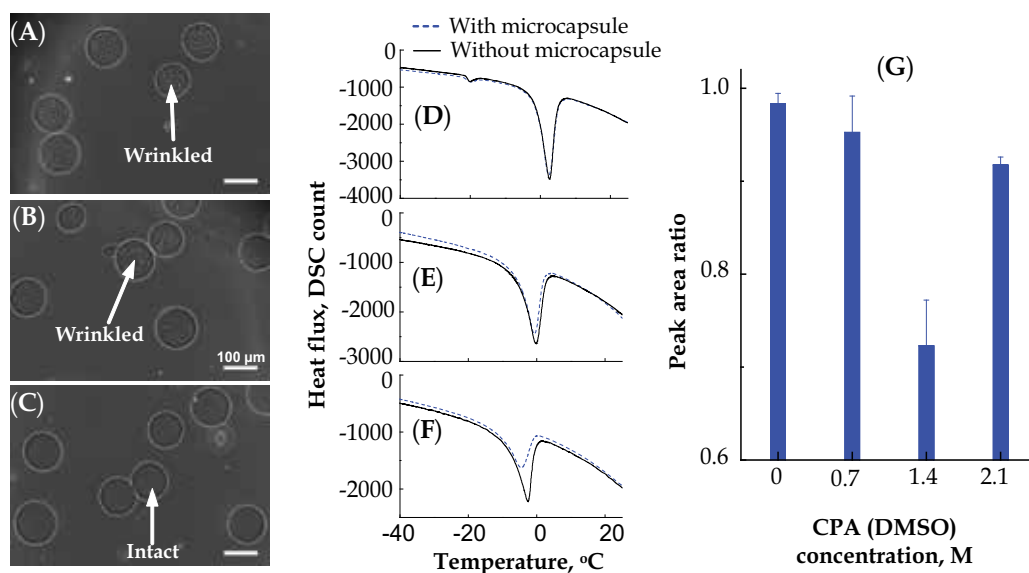 (A)
Wrinkled
(B)
Wrinkled
100 µm
(C)
Intact
With microcapsule
Without microcapsule
0
-1000
-2000
-3000
-4000
(D)
0
-1000
-2000
-3000
(E)
0
-1000
-2000
(F)
Heat flux, DSC count
-40
-20
0
20
Temperature, °C
(G)
1.0
0.8
0.6
Peak area ratio
0
0.7
1.4
2.1
CPA (DMSO)
concentration, M